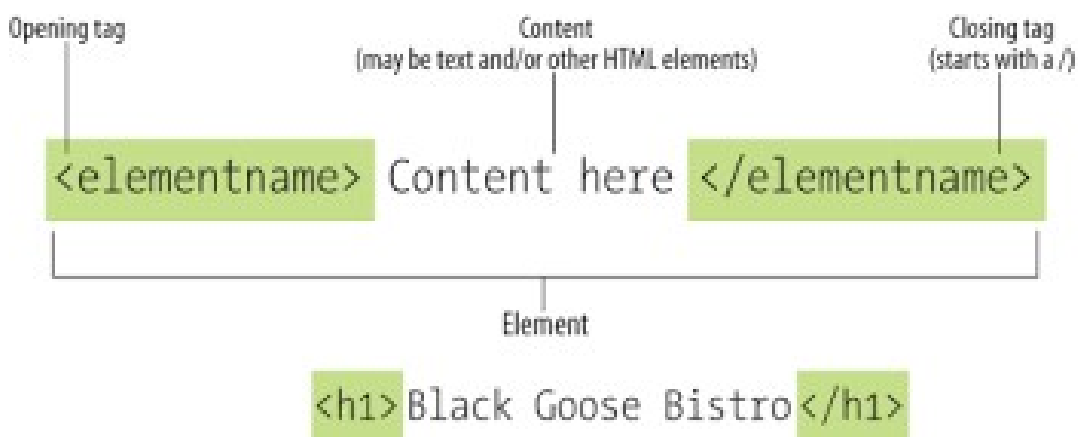 Opening tag
Content
(may be text and/or other HTML elements)
Closing tag
(starts with a /)
<elementname> Content here </elementname>
Element
<h1>Black Goose Bistro</h1>